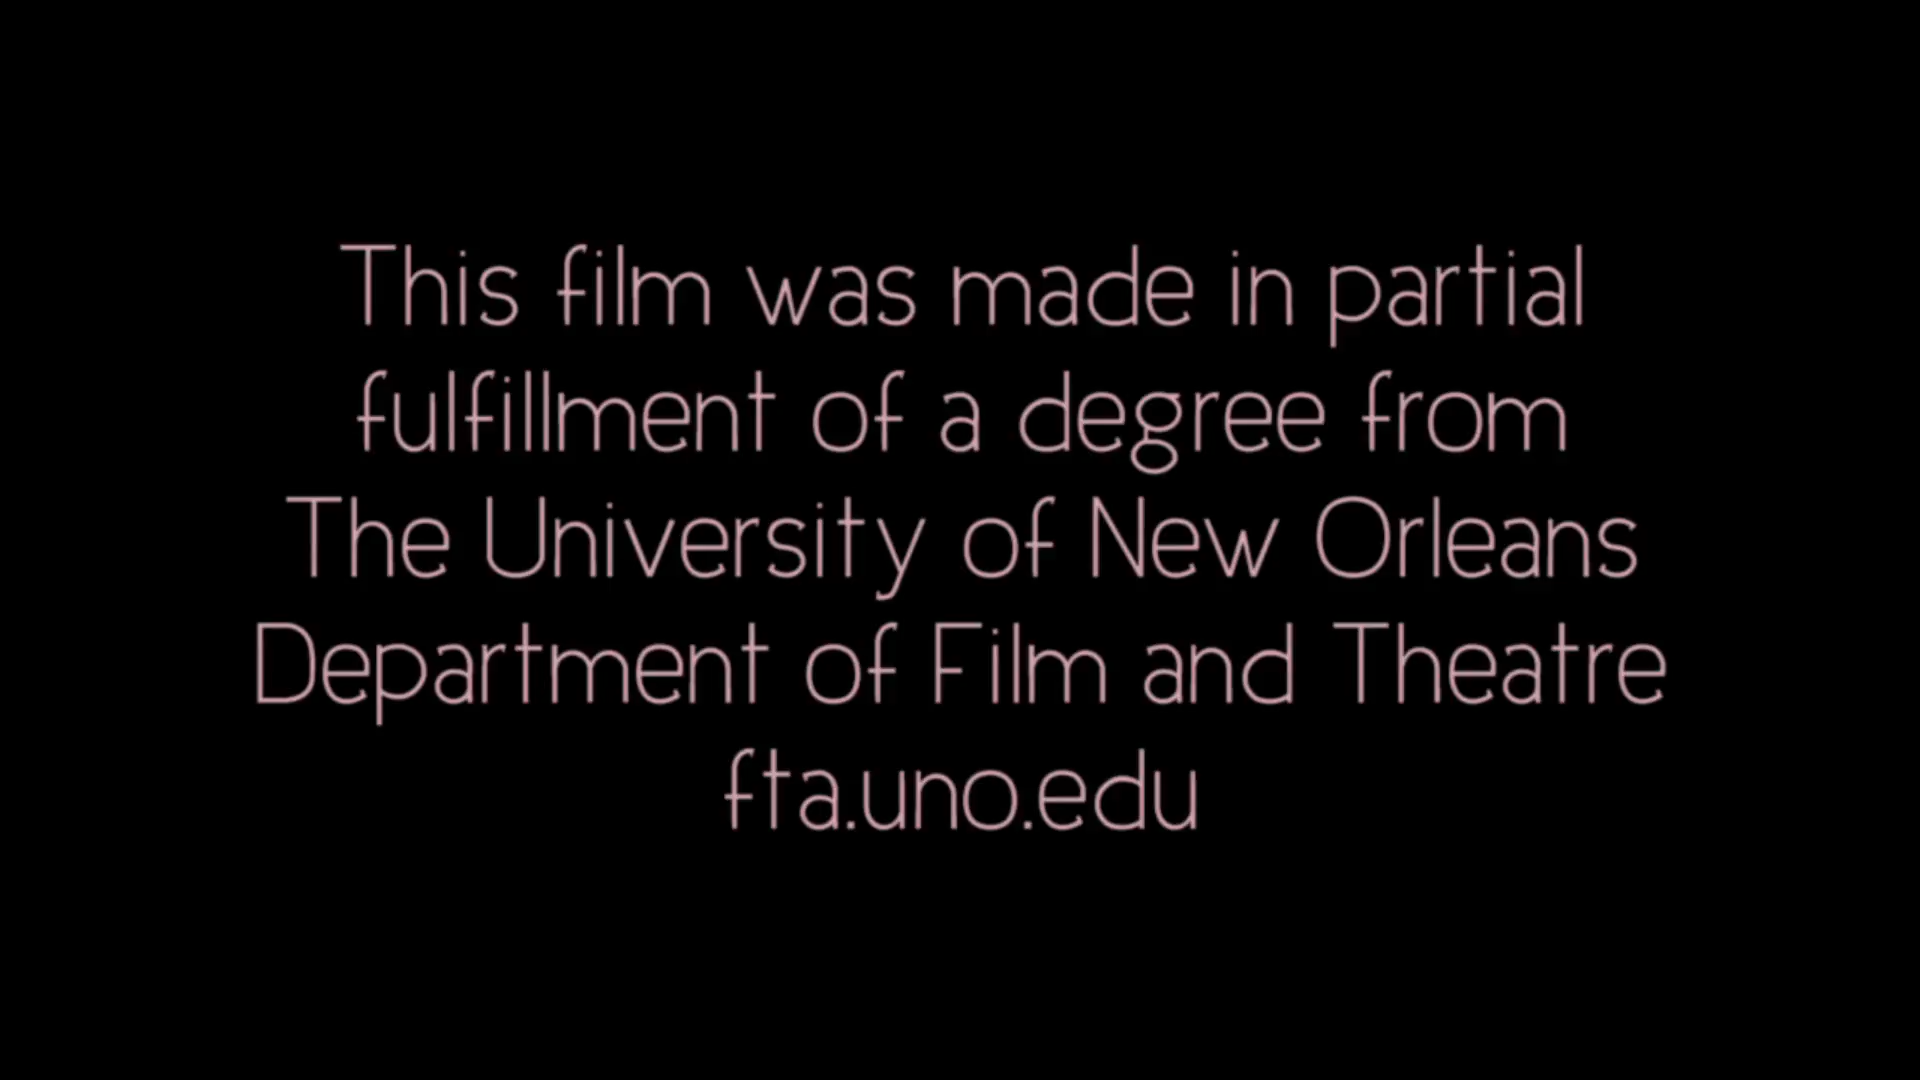 This film was made in partial
fulfillment of a degree from
The University of New Orleans
Department of Film and Theatre
fta.uno.edu